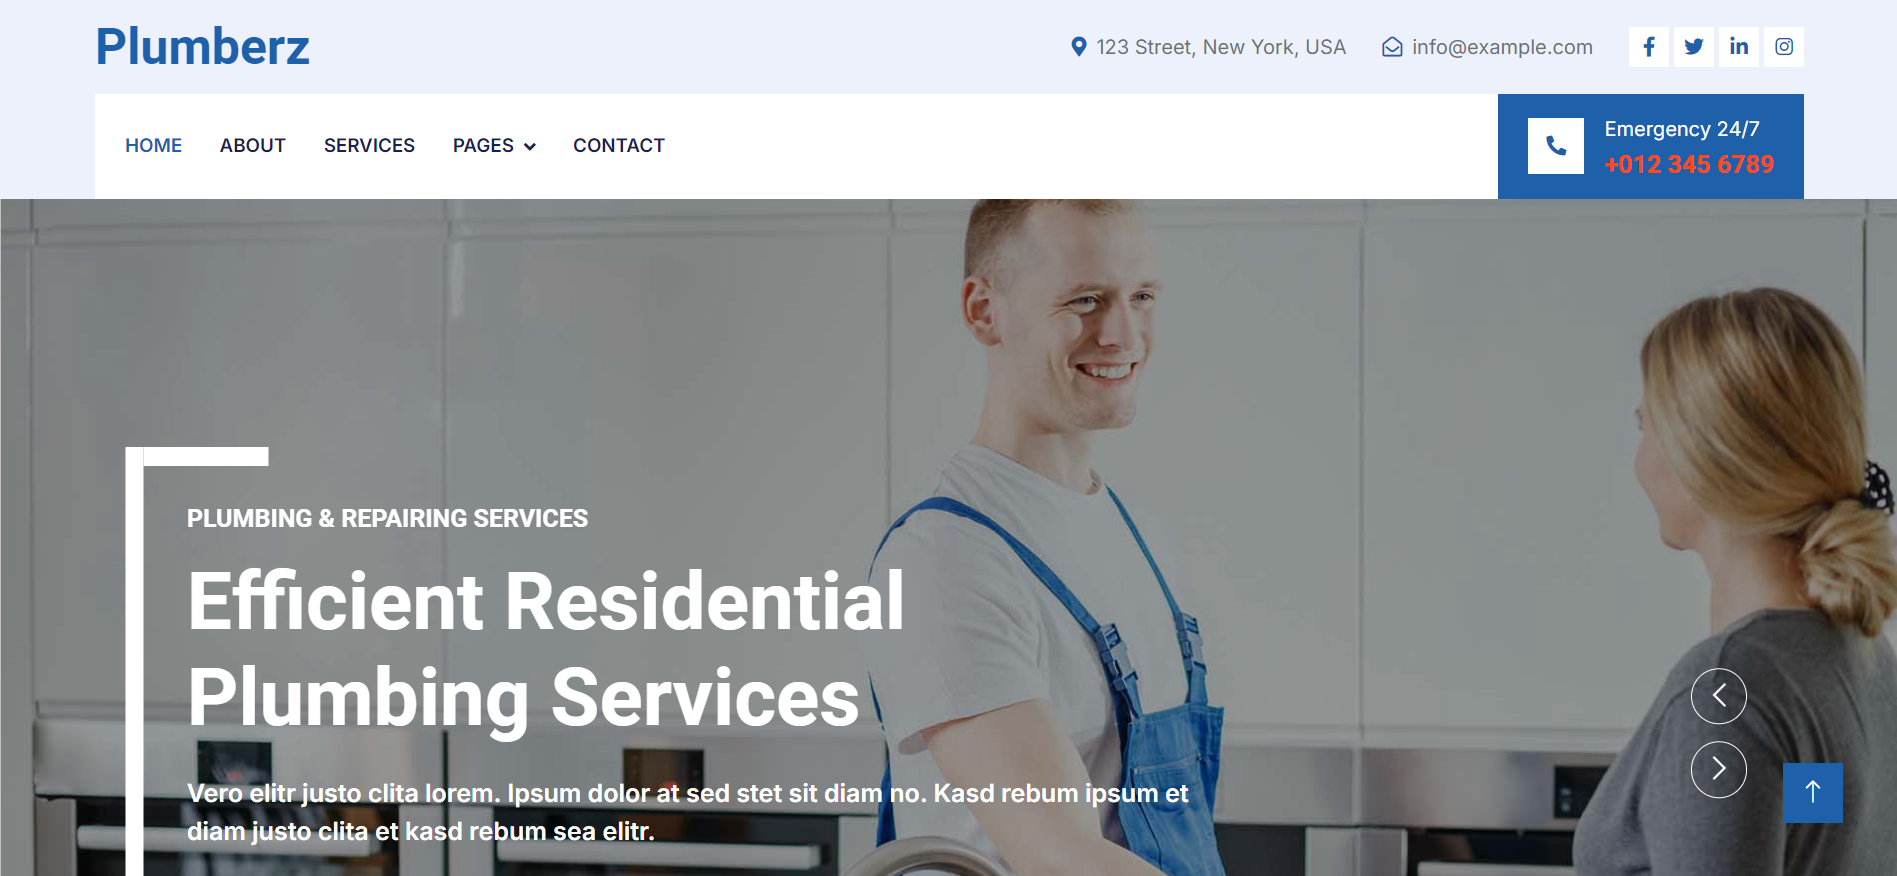 Plumberz
123 Street, New York, USA
info@example.com
HOME
ABOUT
SERVICES
PAGES
CONTACT
Emergency 24/7
+012 345 6789
PLUMBING & REPAIRING SERVICES
Efficient Residential
Plumbing Services
Vero elitr justo clita lorem. Ipsum dolor at sed stet sit diam no. Kasd rebum ipsum et
diam justo clita et kasd rebum sea elitr.